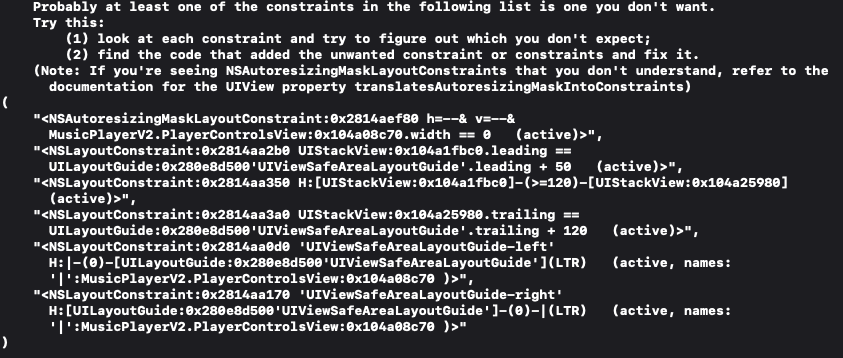 Probably at least one of the constraints in the following list is one you don't want.
Try this:
(1) look at each constraint and try to figure out which you don't expect;
(2) find the code that added the unwanted constraint or constraints and fix it.
(Note: If you're seeing NSAutoresizingMaskLayoutConstraints that you don't understand, refer to the
documentation for the UIView property translatesAutoresizingMaskIntoConstraints)
(
"<NSAutoresizingMaskLayoutConstraint:0x2814aef80 h=--& v=--&
MusicPlayerV2.PlayerControlsView:0x104a08c70.width == 0   (active)>",
"<NSLayoutConstraint:0x2814aa2b0 UIStackView:0x104a1fbc0.leading ==
UILayoutGuide:0x280e8d500'UIViewSafeAreaLayoutGuide'.leading + 50   (active)>",
"<NSLayoutConstraint:0x2814aa350 H:[UIStackView:0x104a1fbc0]-(>=120)-[UIStackView:0x104a25980]
(active)>",
"<NSLayoutConstraint:0x2814aa3a0 UIStackView:0x104a25980.trailing ==
UILayoutGuide:0x280e8d500'UIViewSafeAreaLayoutGuide'.trailing + 120   (active)>",
"<NSLayoutConstraint:0x2814aa0d0 'UIViewSafeAreaLayoutGuide-left'
H:|-(0)-[UILayoutGuide:0x280e8d500'UIViewSafeAreaLayoutGuide'](LTR)   (active, names:
'|':MusicPlayerV2.PlayerControlsView:0x104a08c70 )>",
"<NSLayoutConstraint:0x2814aa170 'UIViewSafeAreaLayoutGuide-right'
H:[UILayoutGuide:0x280e8d500'UIViewSafeAreaLayoutGuide']-(0)-|(LTR)   (active, names:
'|':MusicPlayerV2.PlayerControlsView:0x104a08c70 )>"
)